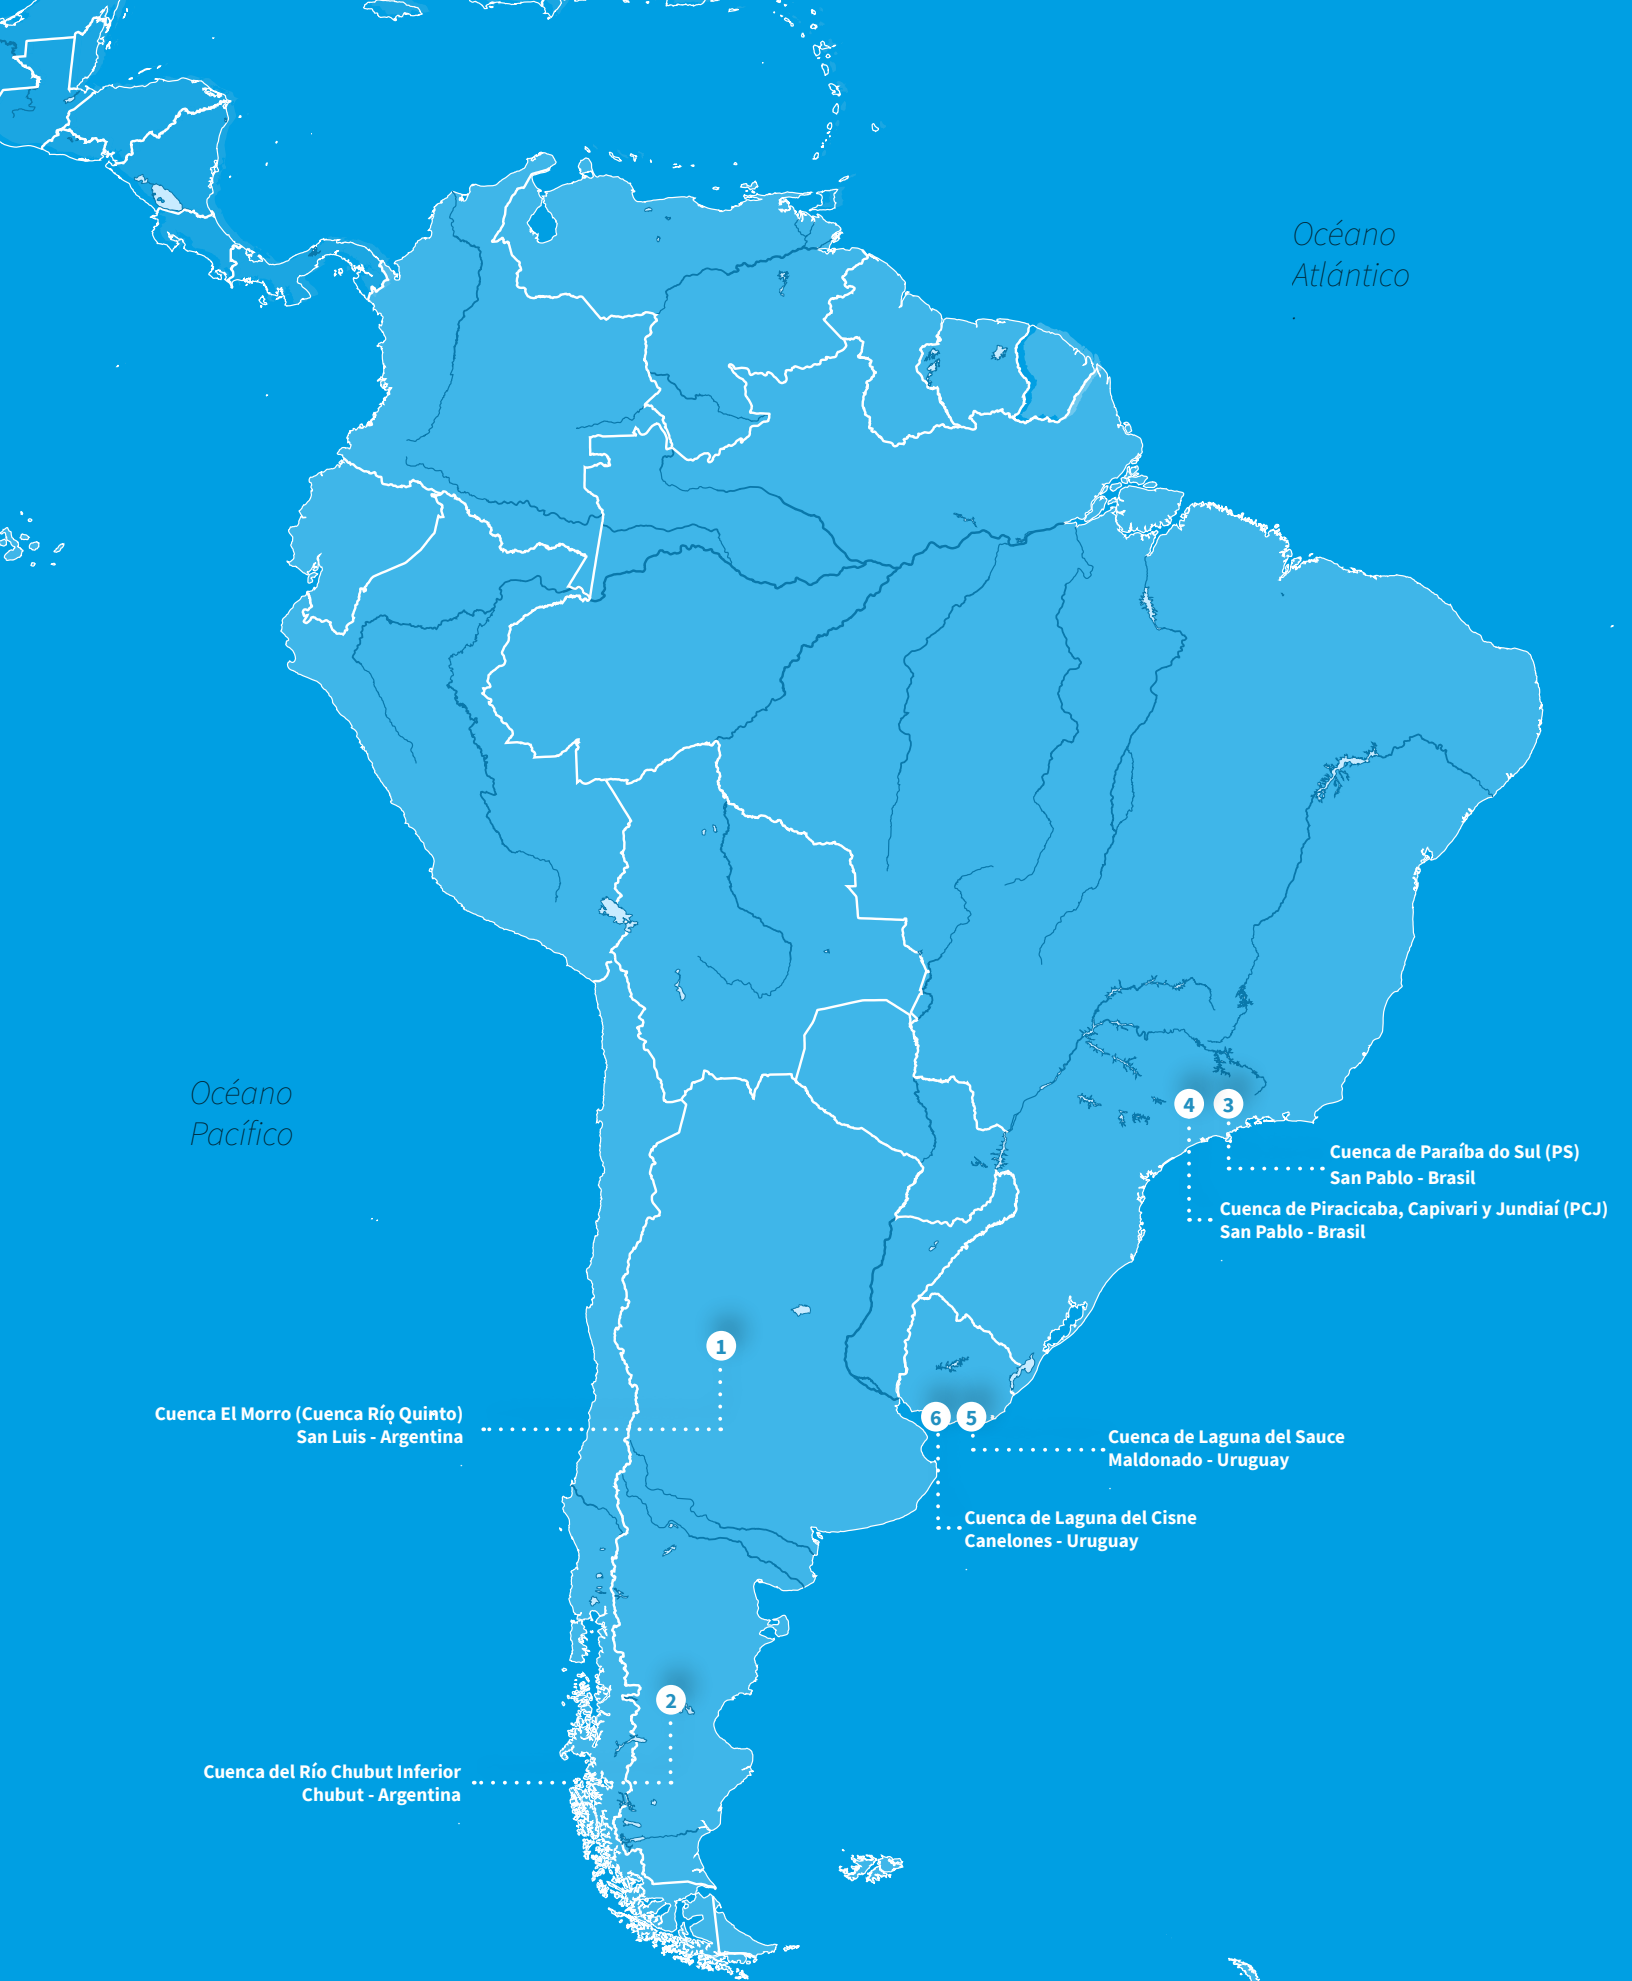 Océano
Atlántico
Océano
Pacífico
4
3
Cuenca de Paraíba do Sul (PS)
San Pablo - Brasil
Cuenca de Piracicaba, Capivari y Jundiaí (PCJ)
San Pablo - Brasil
1
Cuenca El Morro (Cuenca Río Quinto)
San Luis - Argentina
6
5
Cuenca de Laguna del Sauce
Maldonado - Uruguay
Cuenca de Laguna del Cisne
Canelones - Uruguay
2
Cuenca del Río Chubut Inferior
Chubut - Argentina